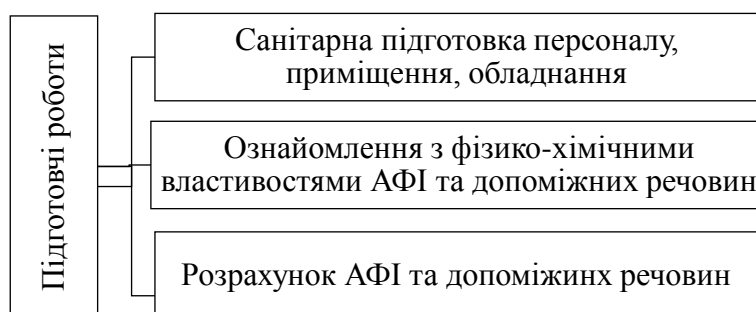 Підготовчі роботи
Санітарна підготовка персоналу,
приміщення, обладнання
Ознайомлення з фізико-хімічними
властивостями АФІ та допоміжних речовин
Розрахунок АФІ та допоміжинх речовин